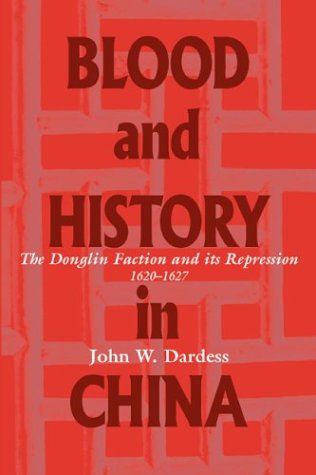 BLOOD
and
HISTORY
The Donglin Faction and its Repression
1620–1627
in
John W. Dardess
CHINA